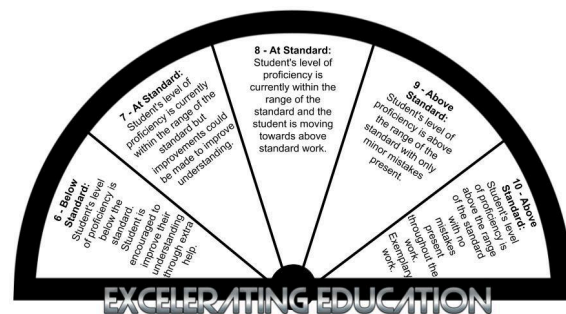 6 - Below
Standard:
Student's level
of proficiency is
below the
standard.
Student is
encouraged to
improve their
understanding
through extra
help.
7 - At Standard:
Student's level of
proficiency is currently
within the range of the
standard but
improvements could
be made to improve
understanding.
8 - At Standard:
Student's level of
proficiency is
currently within the
range of the
standard and the
student is moving
towards above
standard work.
9 - Above
Standard:
Student's level of
proficiency is above
the range of the
standard with only
minor mistakes
present.
10 - Above
Standard:
Student's level
of proficiency is
above the range
of the standard
with no
mistakes
present
throughout the
work.
Exemplary
work.
EXCELERATING EDUCATION